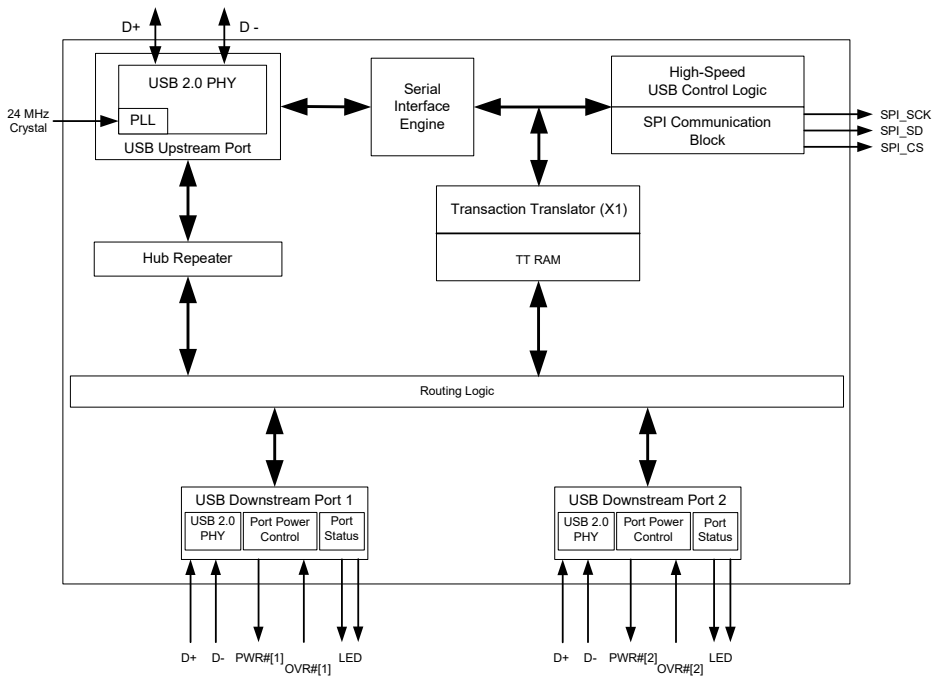 D+
D -
USB 2.0 PHY
PLL
USB Upstream Port
24 MHz
Crystal
Serial
Interface
Engine
High-Speed
USB Control Logic
SPI Communication
Block
SPI_SCK
SPI_SD
SPI_CS
Transaction Translator (X1)
TT RAM
Hub Repeater
Routing Logic
USB Downstream Port 1
USB 2.0
PHY
Port Power
Control
Port
Status
USB Downstream Port 2
USB 2.0
PHY
Port Power
Control
Port
Status
D+
D-
PWR#[1]
OVR#[1]
LED
D+
D-
PWR#[2]
OVR#[2]
LED